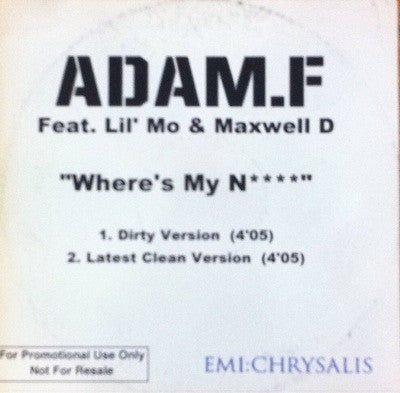 ADAM.F
Feat. Lil' Mo & Maxwell D
"Where's My N****"
1. Dirty Version (4'05)
2. Latest Clean Version (4'05)
For Promotional Use Only
Not For Resale
EMI:CHRYSALIS